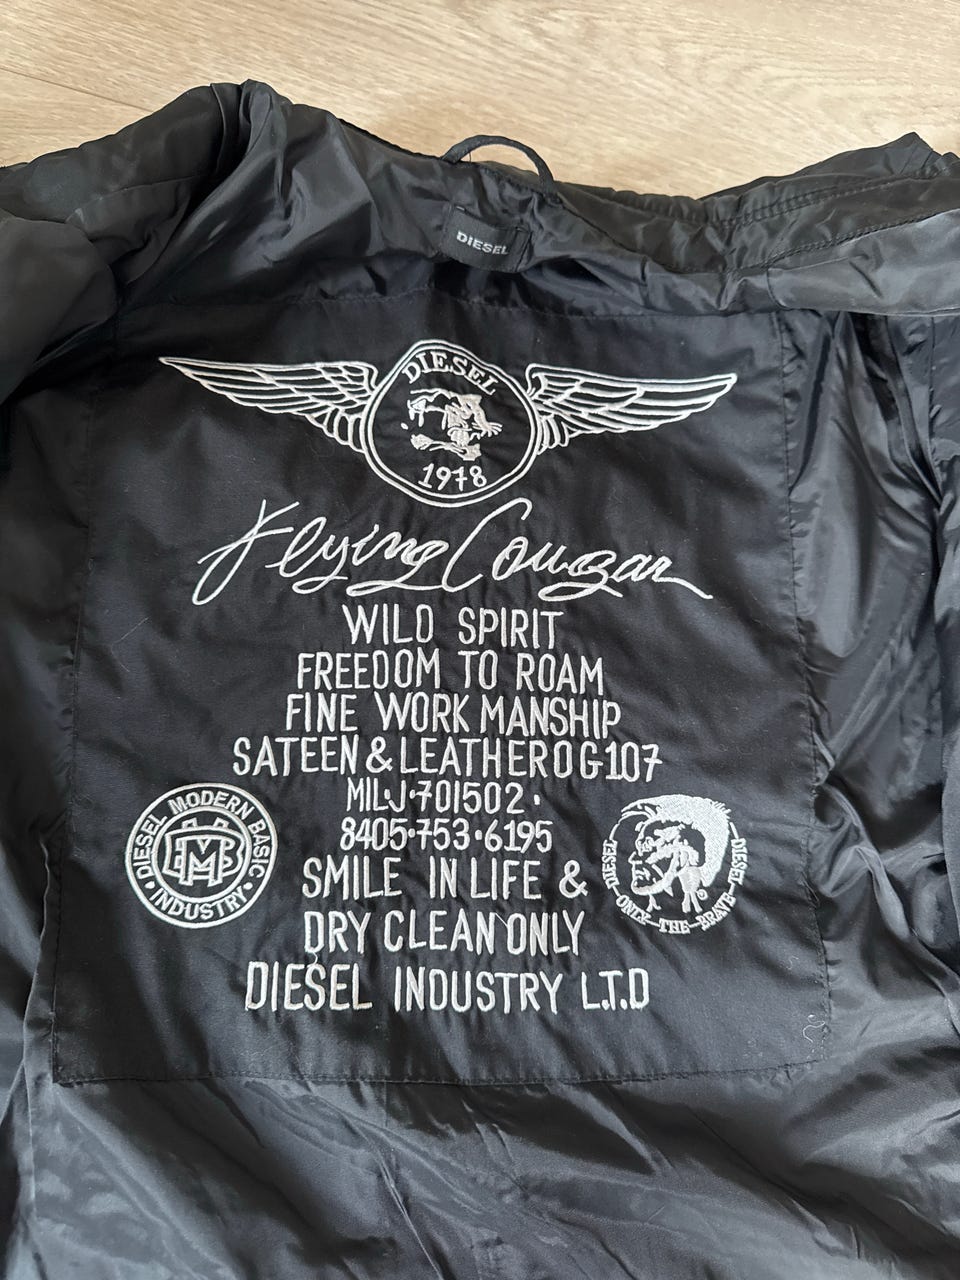 DIESEL
DIESEL
1978
Flying Cougar
WILD SPIRIT
FREEDOM TO ROAM
FINE WORK MANSHIP
SATEEN & LEATHER OG107
MIL·J·701502·
8405·753·6195
SMILE IN LIFE &
DRY CLEAN ONLY
DIESEL INDUSTRY L.T.D
DIESEL MODERN BASIC
• INDUSTRY •
DMB
DIESEL
ONLY-THE-BRAVE
DIESEL
®